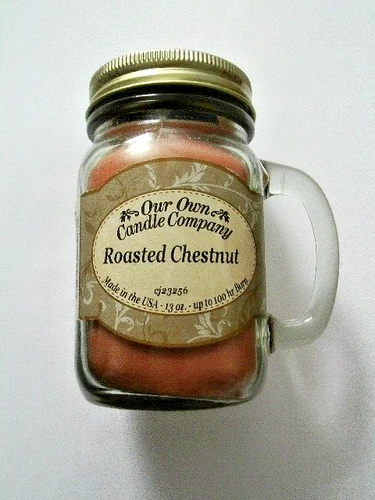 Our Own
Candle Company
Roasted Chestnut
cj23256
Made in the USA - 13 oz. - up to 100 hr Burn